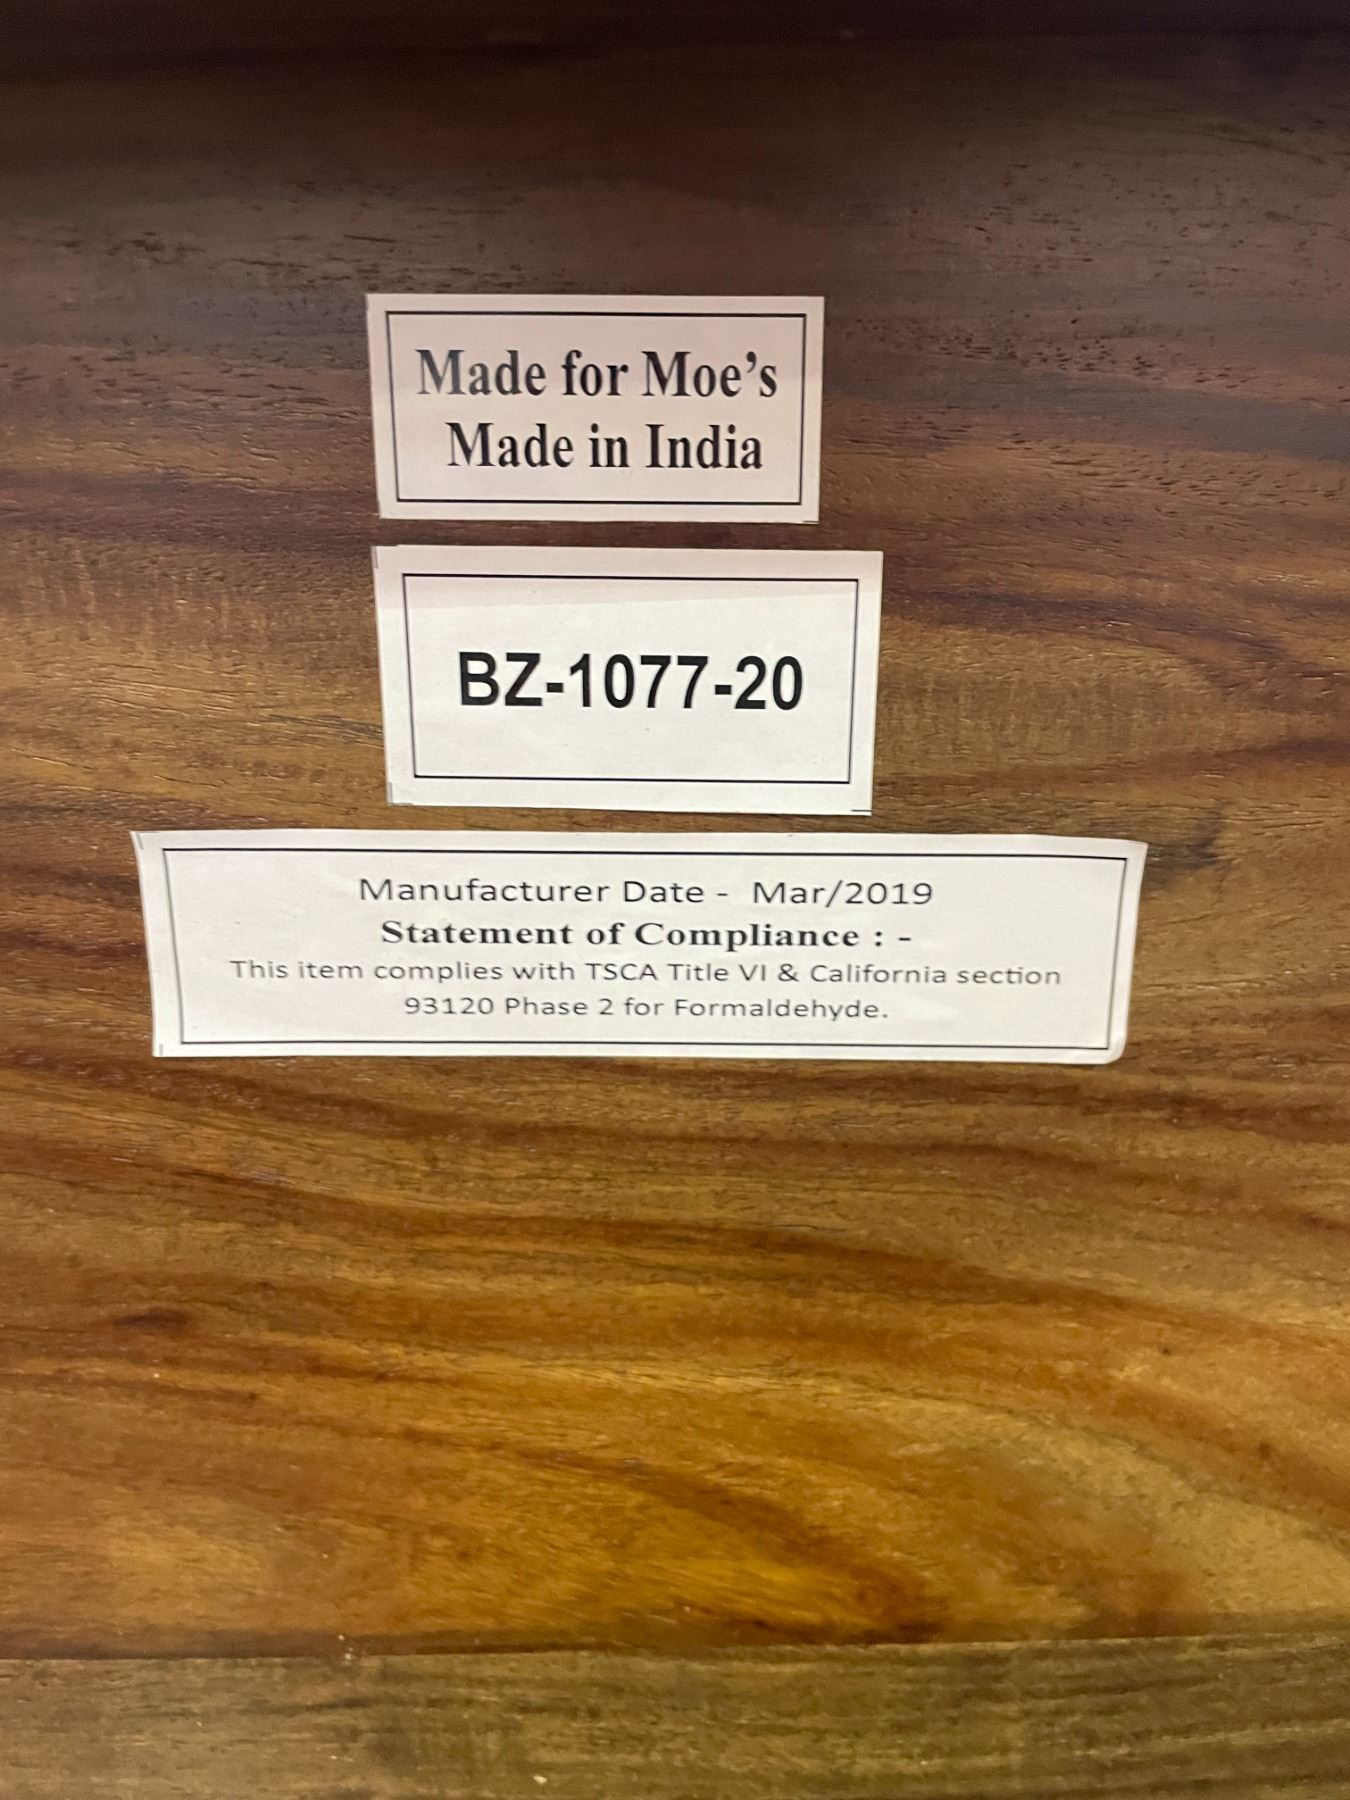 Made for Moe’s
Made in India
BZ-1077-20
Manufacturer Date - Mar/2019
Statement of Compliance : -
This item complies with TSCA Title VI & California section
93120 Phase 2 for Formaldehyde.